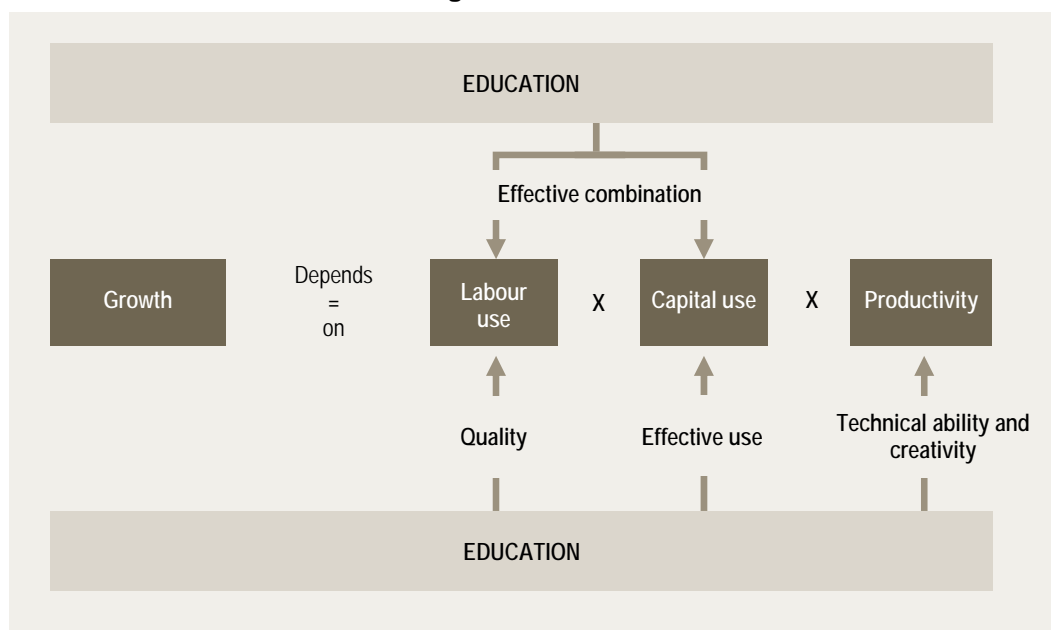 EDUCATION
Effective combination
Growth
Depends
=
on
Labour
use
X
Capital use
X
Productivity
Quality
Effective use
Technical ability and
creativity
EDUCATION